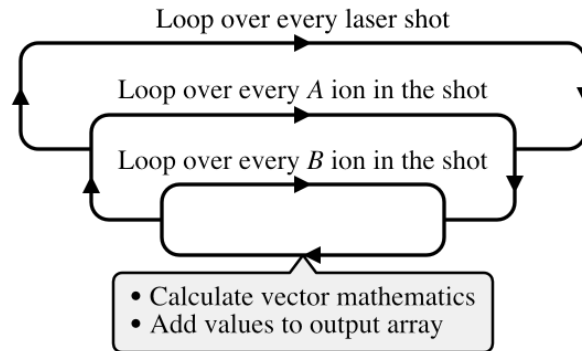 Loop over every laser shot
Loop over every A ion in the shot
Loop over every B ion in the shot
• Calculate vector mathematics
• Add values to output array